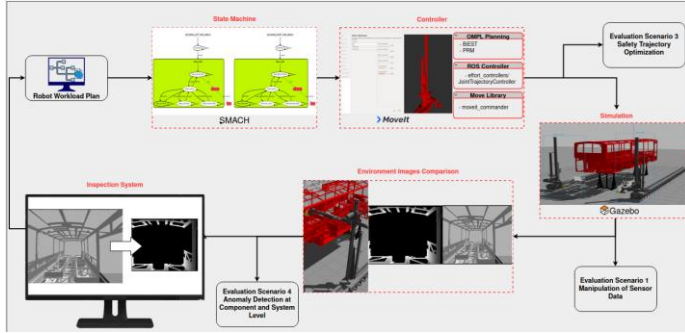 State Machine
Controller
Robot Workload Plan
SMACH
MoveIt
OMPL Planning
- BIEST
- PRM
ROS Controller
- effort_controllers/
JointTrajectoryController
Move Library
- moveit_commander
Evaluation Scenario 3
Safety Trajectory
Optimization
Simulation
Gazebo
Inspection System
Environment Images Comparison
Evaluation Scenario 4
Anomaly Detection at
Component and System
Level
Evaluation Scenario 1
Manipulation of Sensor
Data